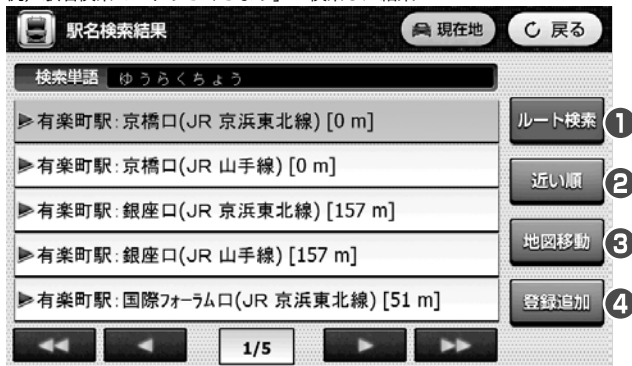 駅名検索結果
現在地
戻る
検索単語 ゆうらくちょう
有楽町駅:京橋口(JR 京浜東北線) [0 m]
ルート検索 ❶
有楽町駅:京橋口(JR 山手線) [0 m]
近い順 ❷
有楽町駅:銀座口(JR 京浜東北線) [157 m]
有楽町駅:銀座口(JR 山手線) [157 m]
地図移動 ❸
有楽町駅:国際フォーラム口(JR 京浜東北線) [51 m]
登録追加 ❹
1/5